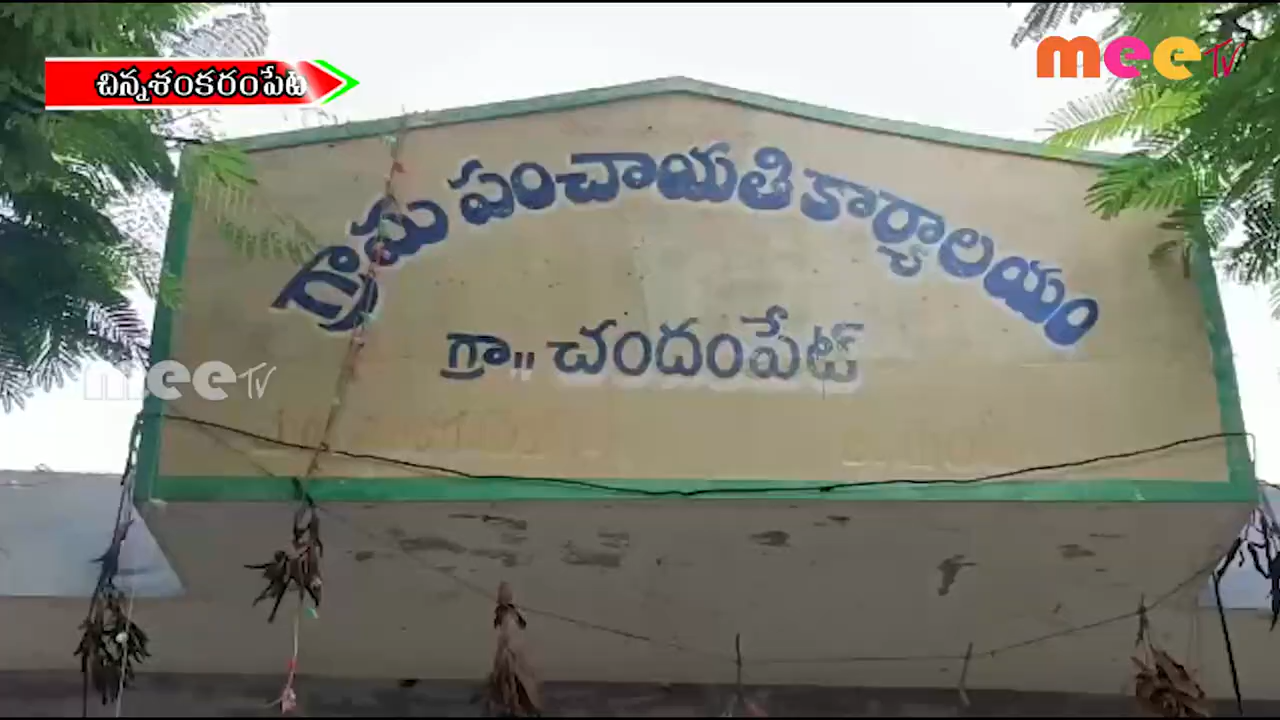 చిన్నశంకరంపేట
mee TV
గ్రామ పంచాయతి కార్యాలయం
గ్రా,, చందంపేట్
mee TV